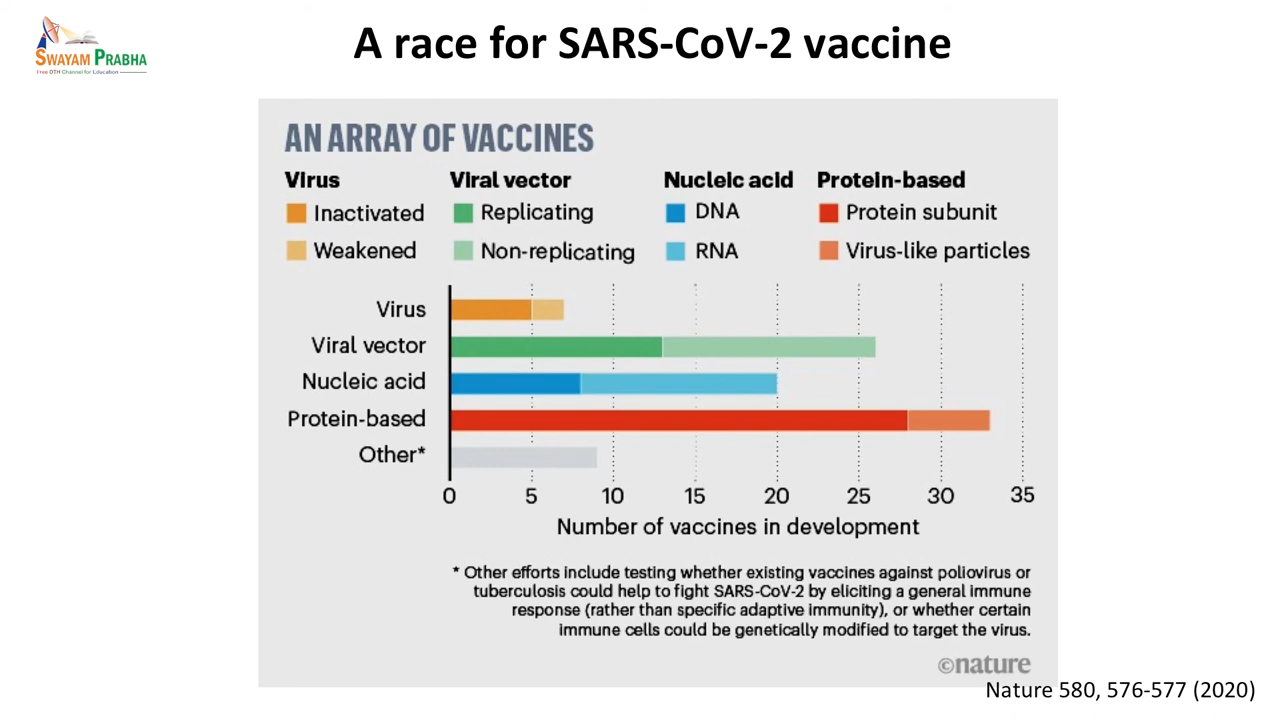 SWAYAM PRABHA
Free DTH Channel for Education
A race for SARS-CoV-2 vaccine
AN ARRAY OF VACCINES
Virus Viral vector Nucleic acid Protein-based
Inactivated Replicating DNA Protein subunit
Weakened Non-replicating RNA Virus-like particles
Virus
Viral vector
Nucleic acid
Protein-based
Other*
0 5 10 15 20 25 30 35
Number of vaccines in development
* Other efforts include testing whether existing vaccines against poliovirus or
tuberculosis could help to fight SARS-CoV-2 by eliciting a general immune
response (rather than specific adaptive immunity), or whether certain
immune cells could be genetically modified to target the virus.
©nature
Nature 580, 576-577 (2020)